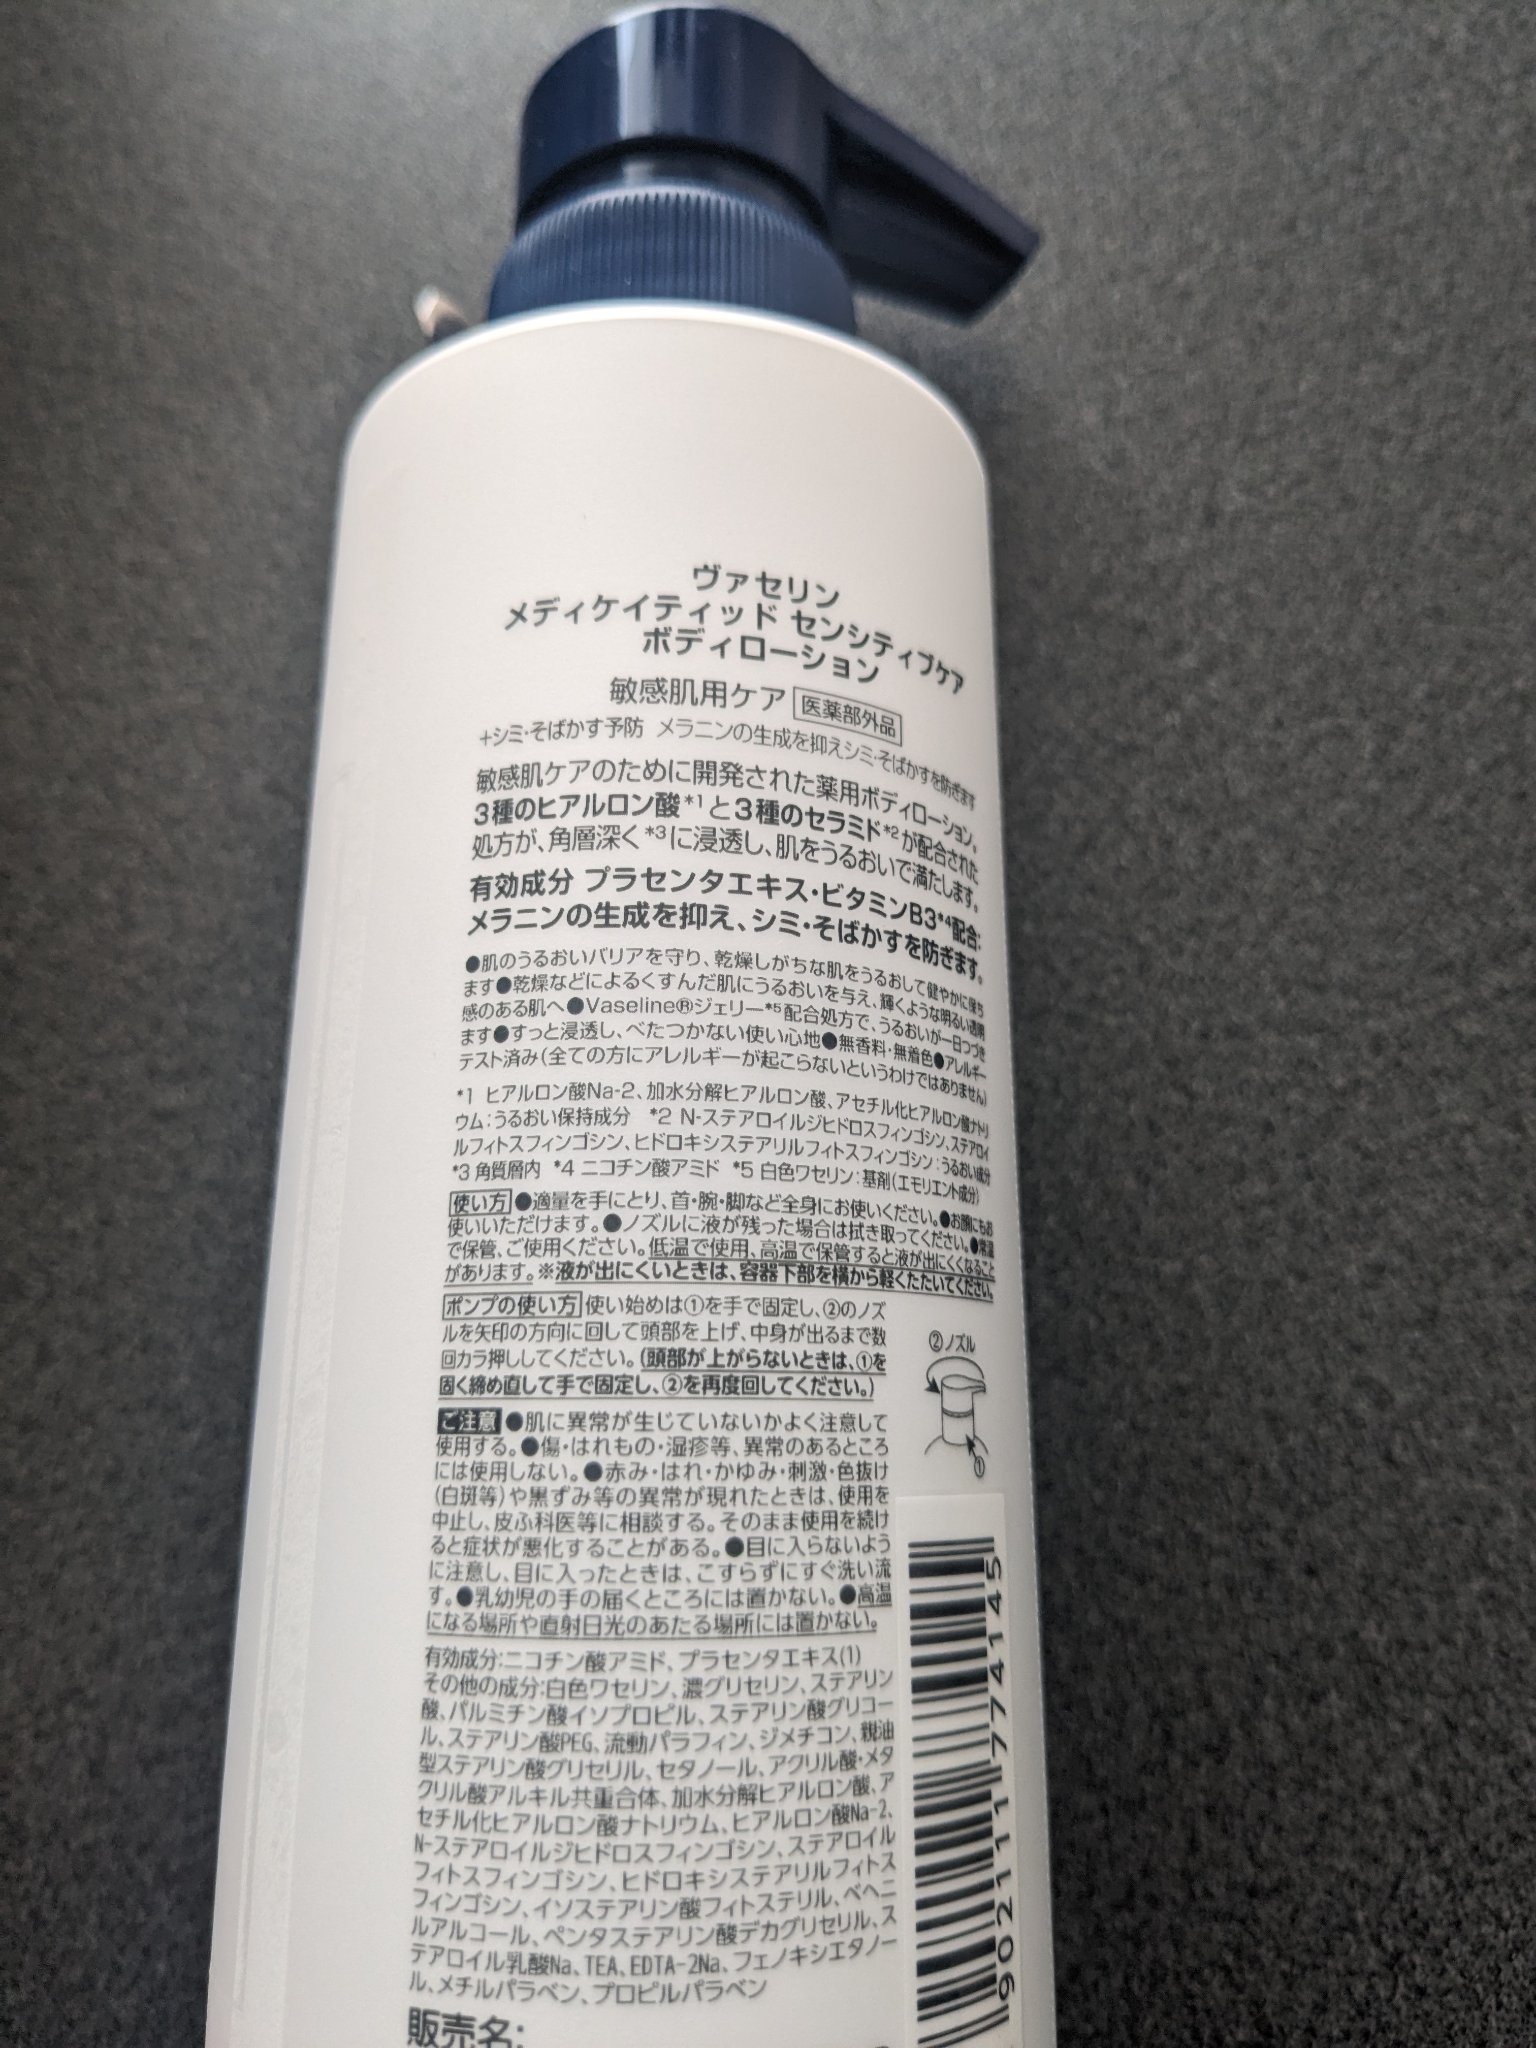 ヴァセリン
メディケイティッド センシティブケア
ボディローション
敏感肌用ケア 医薬部外品
+シミ・そばかす予防 メラニンの生成を抑えシミ・そばかすを防ぎます
敏感肌ケアのために開発された薬用ボディローション。
3種のヒアルロン酸*1と3種のセラミド*2が配合された
処方が、角層深く*3に浸透し、肌をうるおいで満たします。
有効成分 プラセンタエキス・ビタミンB3*4配合:
メラニンの生成を抑え、シミ・そばかすを防ぎます。
●肌のうるおいバリアを守り、乾燥しがちな肌をうるおして健やかに保ち
ます●乾燥などによるくすんだ肌にうるおいを与え、輝くような明るい透明
感のある肌へ●Vaseline®ジェリー*5配合処方で、うるおいが一日つづき
ます●すっと浸透し、べたつかない使い心地●無香料・無着色●アレルギー
テスト済み(全ての方にアレルギーが起こらないというわけではありません)
*1 ヒアルロン酸Na-2、加水分解ヒアルロン酸、アセチル化ヒアルロン酸ナトリ
ウム:うるおい保持成分 *2 N-ステアロイルジヒドロスフィンゴシン、ステアロイ
ルフィトスフィンゴシン、ヒドロキシステアリルフィトスフィンゴシン:うるおい成分
*3 角質層内 *4 ニコチン酸アミド *5 白色ワセリン:基剤(エモリエント成分)
使い方 ●適量を手にとり、首・腕・脚など全身にお使いください。●お顔にもお
使いいただけます。●ノズルに液が残った場合は拭き取ってください。●常温
で保管、ご使用ください。低温で使用、高温で保管すると液が出にくくなること
があります。※液が出にくいときは、容器下部を横から軽くたたいてください。
ポンプの使い方 使い始めは①を手で固定し、②のノズ
ルを矢印の方向に回して頭部を上げ、中身が出るまで数
回カラ押ししてください。(頭部が上がらないときは、①を
固く締め直して手で固定し、②を再度回してください。)
②ノズル
①
ご注意 ●肌に異常が生じていないかよく注意して
使用する。●傷・はれもの・湿疹等、異常のあるところ
には使用しない。●赤み・はれ・かゆみ・刺激・色抜け
(白斑等)や黒ずみ等の異常が現れたときは、使用を
中止し、皮ふ科医等に相談する。そのまま使用を続け
ると症状が悪化することがある。●目に入らないよう
に注意し、目に入ったときは、こすらずにすぐ洗い流
す。●乳幼児の手の届くところには置かない。●高温
になる場所や直射日光のあたる場所には置かない。
有効成分:ニコチン酸アミド、プラセンタエキス(1)
その他の成分:白色ワセリン、濃グリセリン、ステアリン
酸、パルミチン酸イソプロピル、ステアリン酸グリコー
ル、ステアリン酸PEG、流動パラフィン、ジメチコン、親油
型ステアリン酸グリセリル、セタノール、アクリル酸・メタ
クリル酸アルキル共重合体、加水分解ヒアルロン酸、ア
セチル化ヒアルロン酸ナトリウム、ヒアルロン酸Na-2、
N-ステアロイルジヒドロスフィンゴシン、ステアロイル
フィトスフィンゴシン、ヒドロキシステアリルフィトス
フィンゴシン、イソステアリン酸フィトステリル、ベヘニ
ルアルコール、ペンタステアリン酸デカグリセリル、ス
テアロイル乳酸Na、TEA、EDTA-2Na、フェノキシエタノー
ル、メチルパラベン、プロピルパラベン
販売名:
902111774145